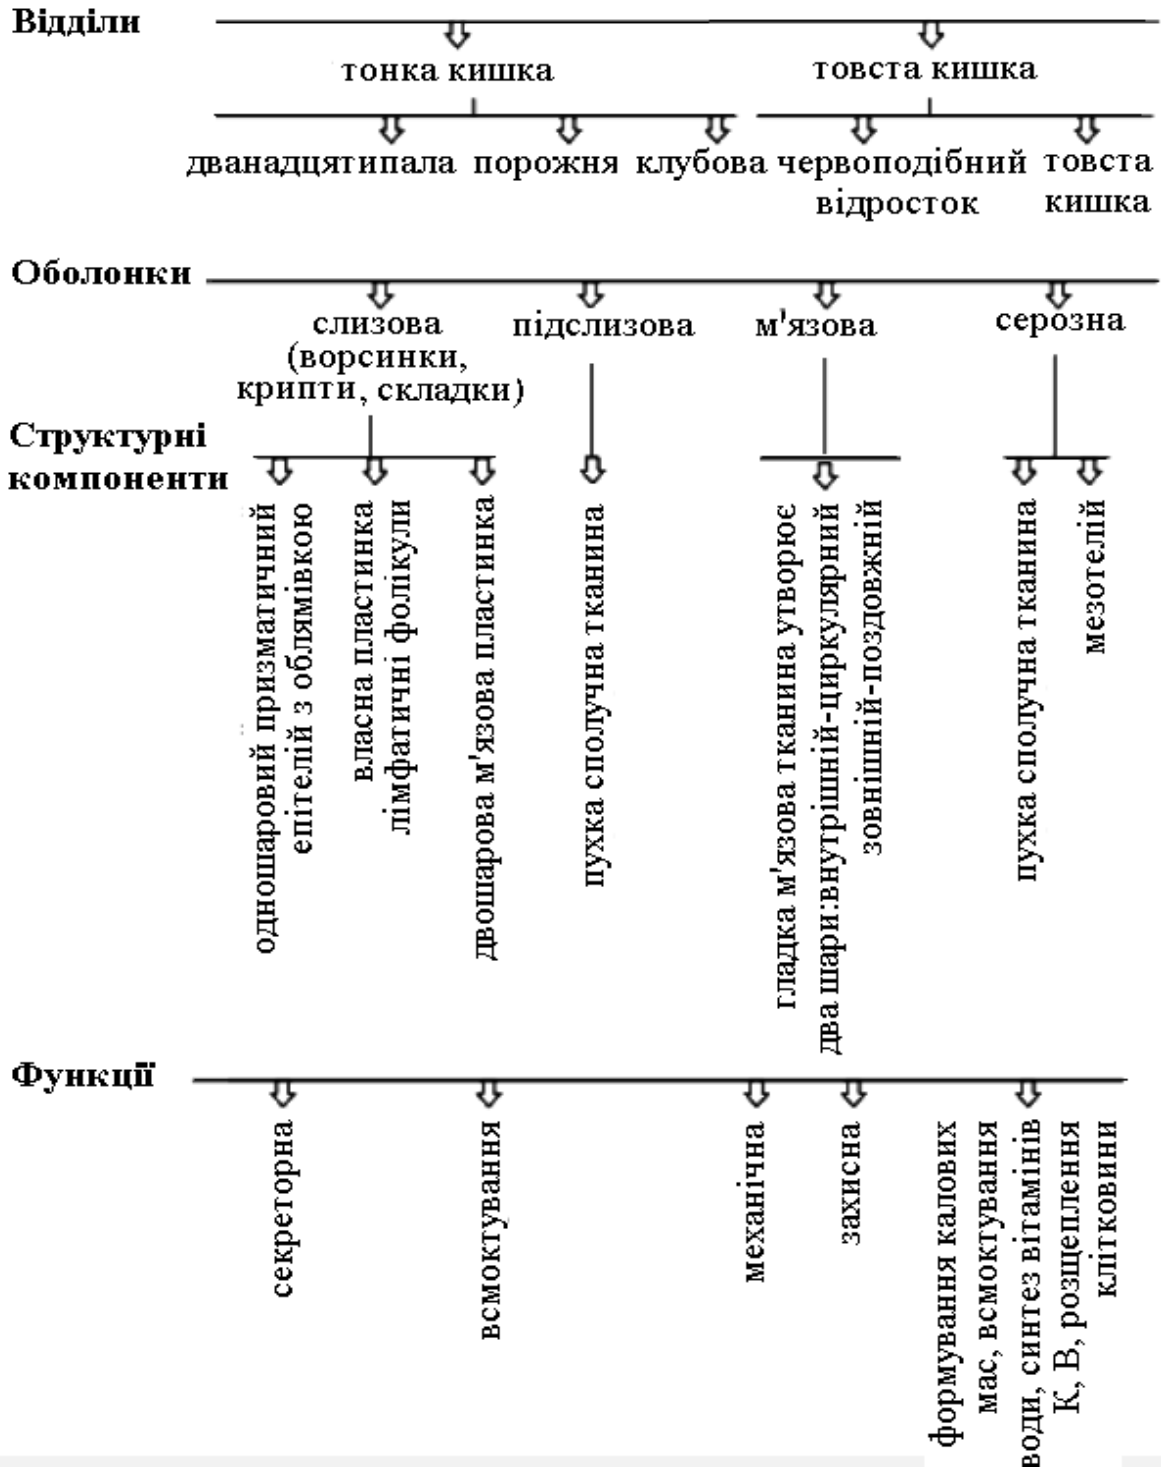 Відділи
тонка кишка
товста кишка
дванадцятипала
порожня
клубова
червоподібний
відросток
товста
кишка
Оболонки
слизова
(ворсинки,
крипти, складки)
підслизова
м'язова
серозна
Структурні
компоненти
одношаровий призматичний
епітелій з облямівкою
власна пластинка
лімфатичні фолікули
двошарова м'язова пластинка
пухка сполучна тканина
гладка м'язова тканина утворює
два шари:внутрішній-циркулярний
зовнішній-поздовжній
пухка сполучна тканина
мезотелій
Функції
секреторна
всмоктування
механічна
захисна
формування калових
мас, всмоктування
води, синтез вітамінів
К, В, розщеплення
клітковини